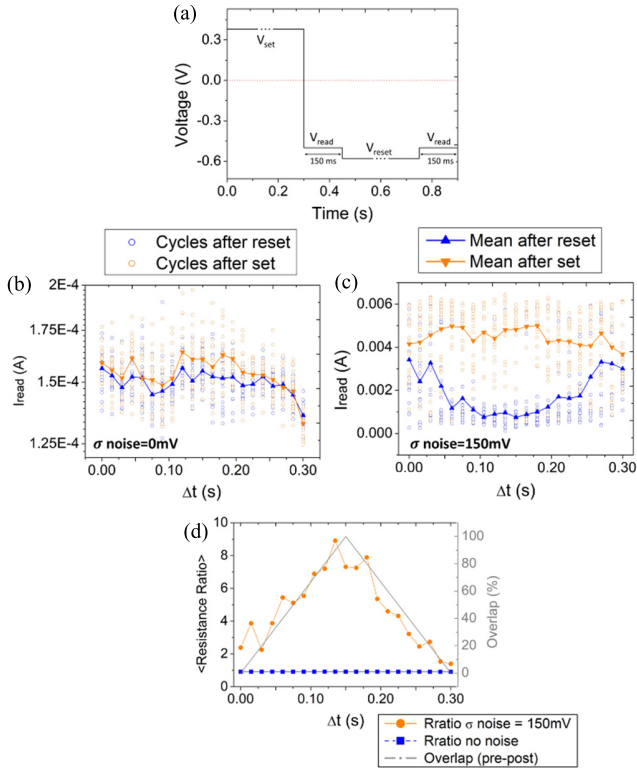 (a)
0.3
0.0
-0.3
-0.6
Voltage (V)
Vset
Vread
150 ms
Vreset
Vread
150 ms
0.0 0.2 0.4 0.6 0.8
Time (s)
Cycles after reset
Cycles after set
Mean after reset
Mean after set
(b)
2E-4
1.75E-4
1.5E-4
1.25E-4
Iread (A)
σ noise=0mV
0.00 0.10 0.20 0.30
Δt (s)
(c)
0.006
0.004
0.002
0.000
Iread (A)
σ noise=150mV
0.00 0.10 0.20 0.30
Δt (s)
(d)
10
8
6
4
2
0
<Resistance Ratio>
100
80
60
40
20
0
Overlap (%)
0.00 0.10 0.20 0.30
Δt (s)
Rratio σ noise = 150mV
Rratio no noise
Overlap (pre-post)